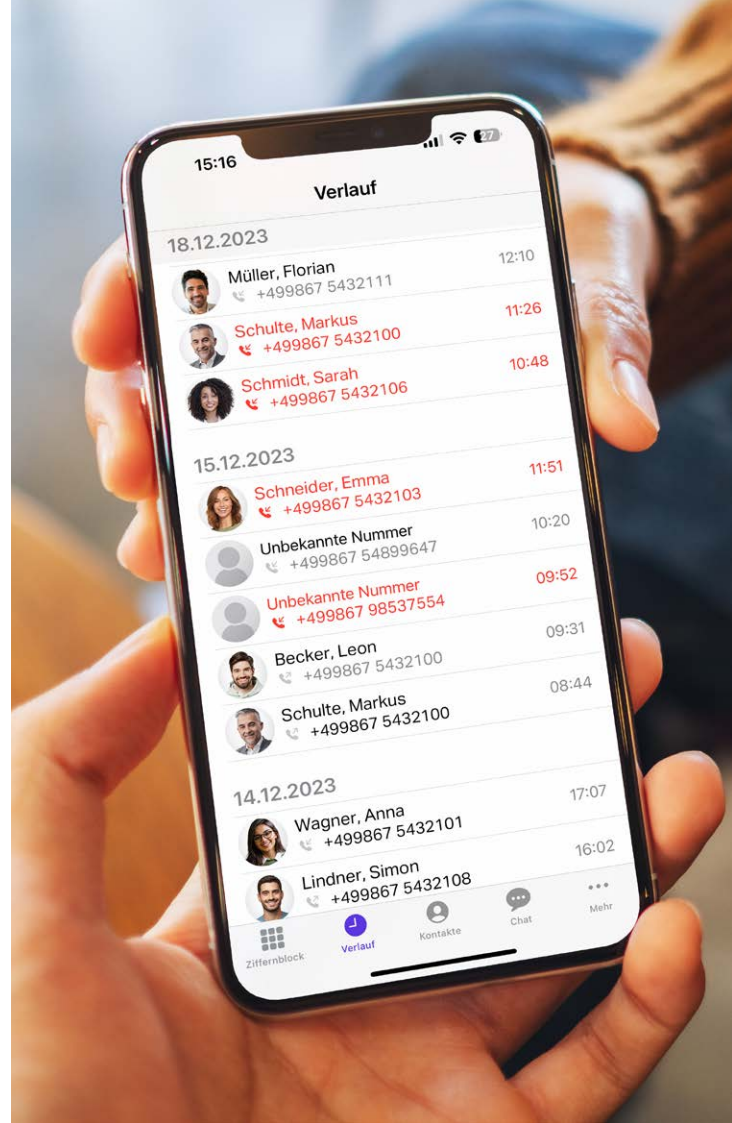 15:16
27
Verlauf
18.12.2023
Müller, Florian
+499867 5432111
12:10
Schulte, Markus
+499867 5432100
11:26
Schmidt, Sarah
+499867 5432106
10:48
15.12.2023
Schneider, Emma
+499867 5432103
11:51
Unbekannte Nummer
+499867 54899647
10:20
Unbekannte Nummer
+499867 98537554
09:52
Becker, Leon
+499867 5432100
09:31
Schulte, Markus
+499867 5432100
08:44
14.12.2023
Wagner, Anna
+499867 5432101
17:07
Lindner, Simon
+499867 5432108
16:02
Ziffernblock
Verlauf
Kontakte
Chat
Mehr